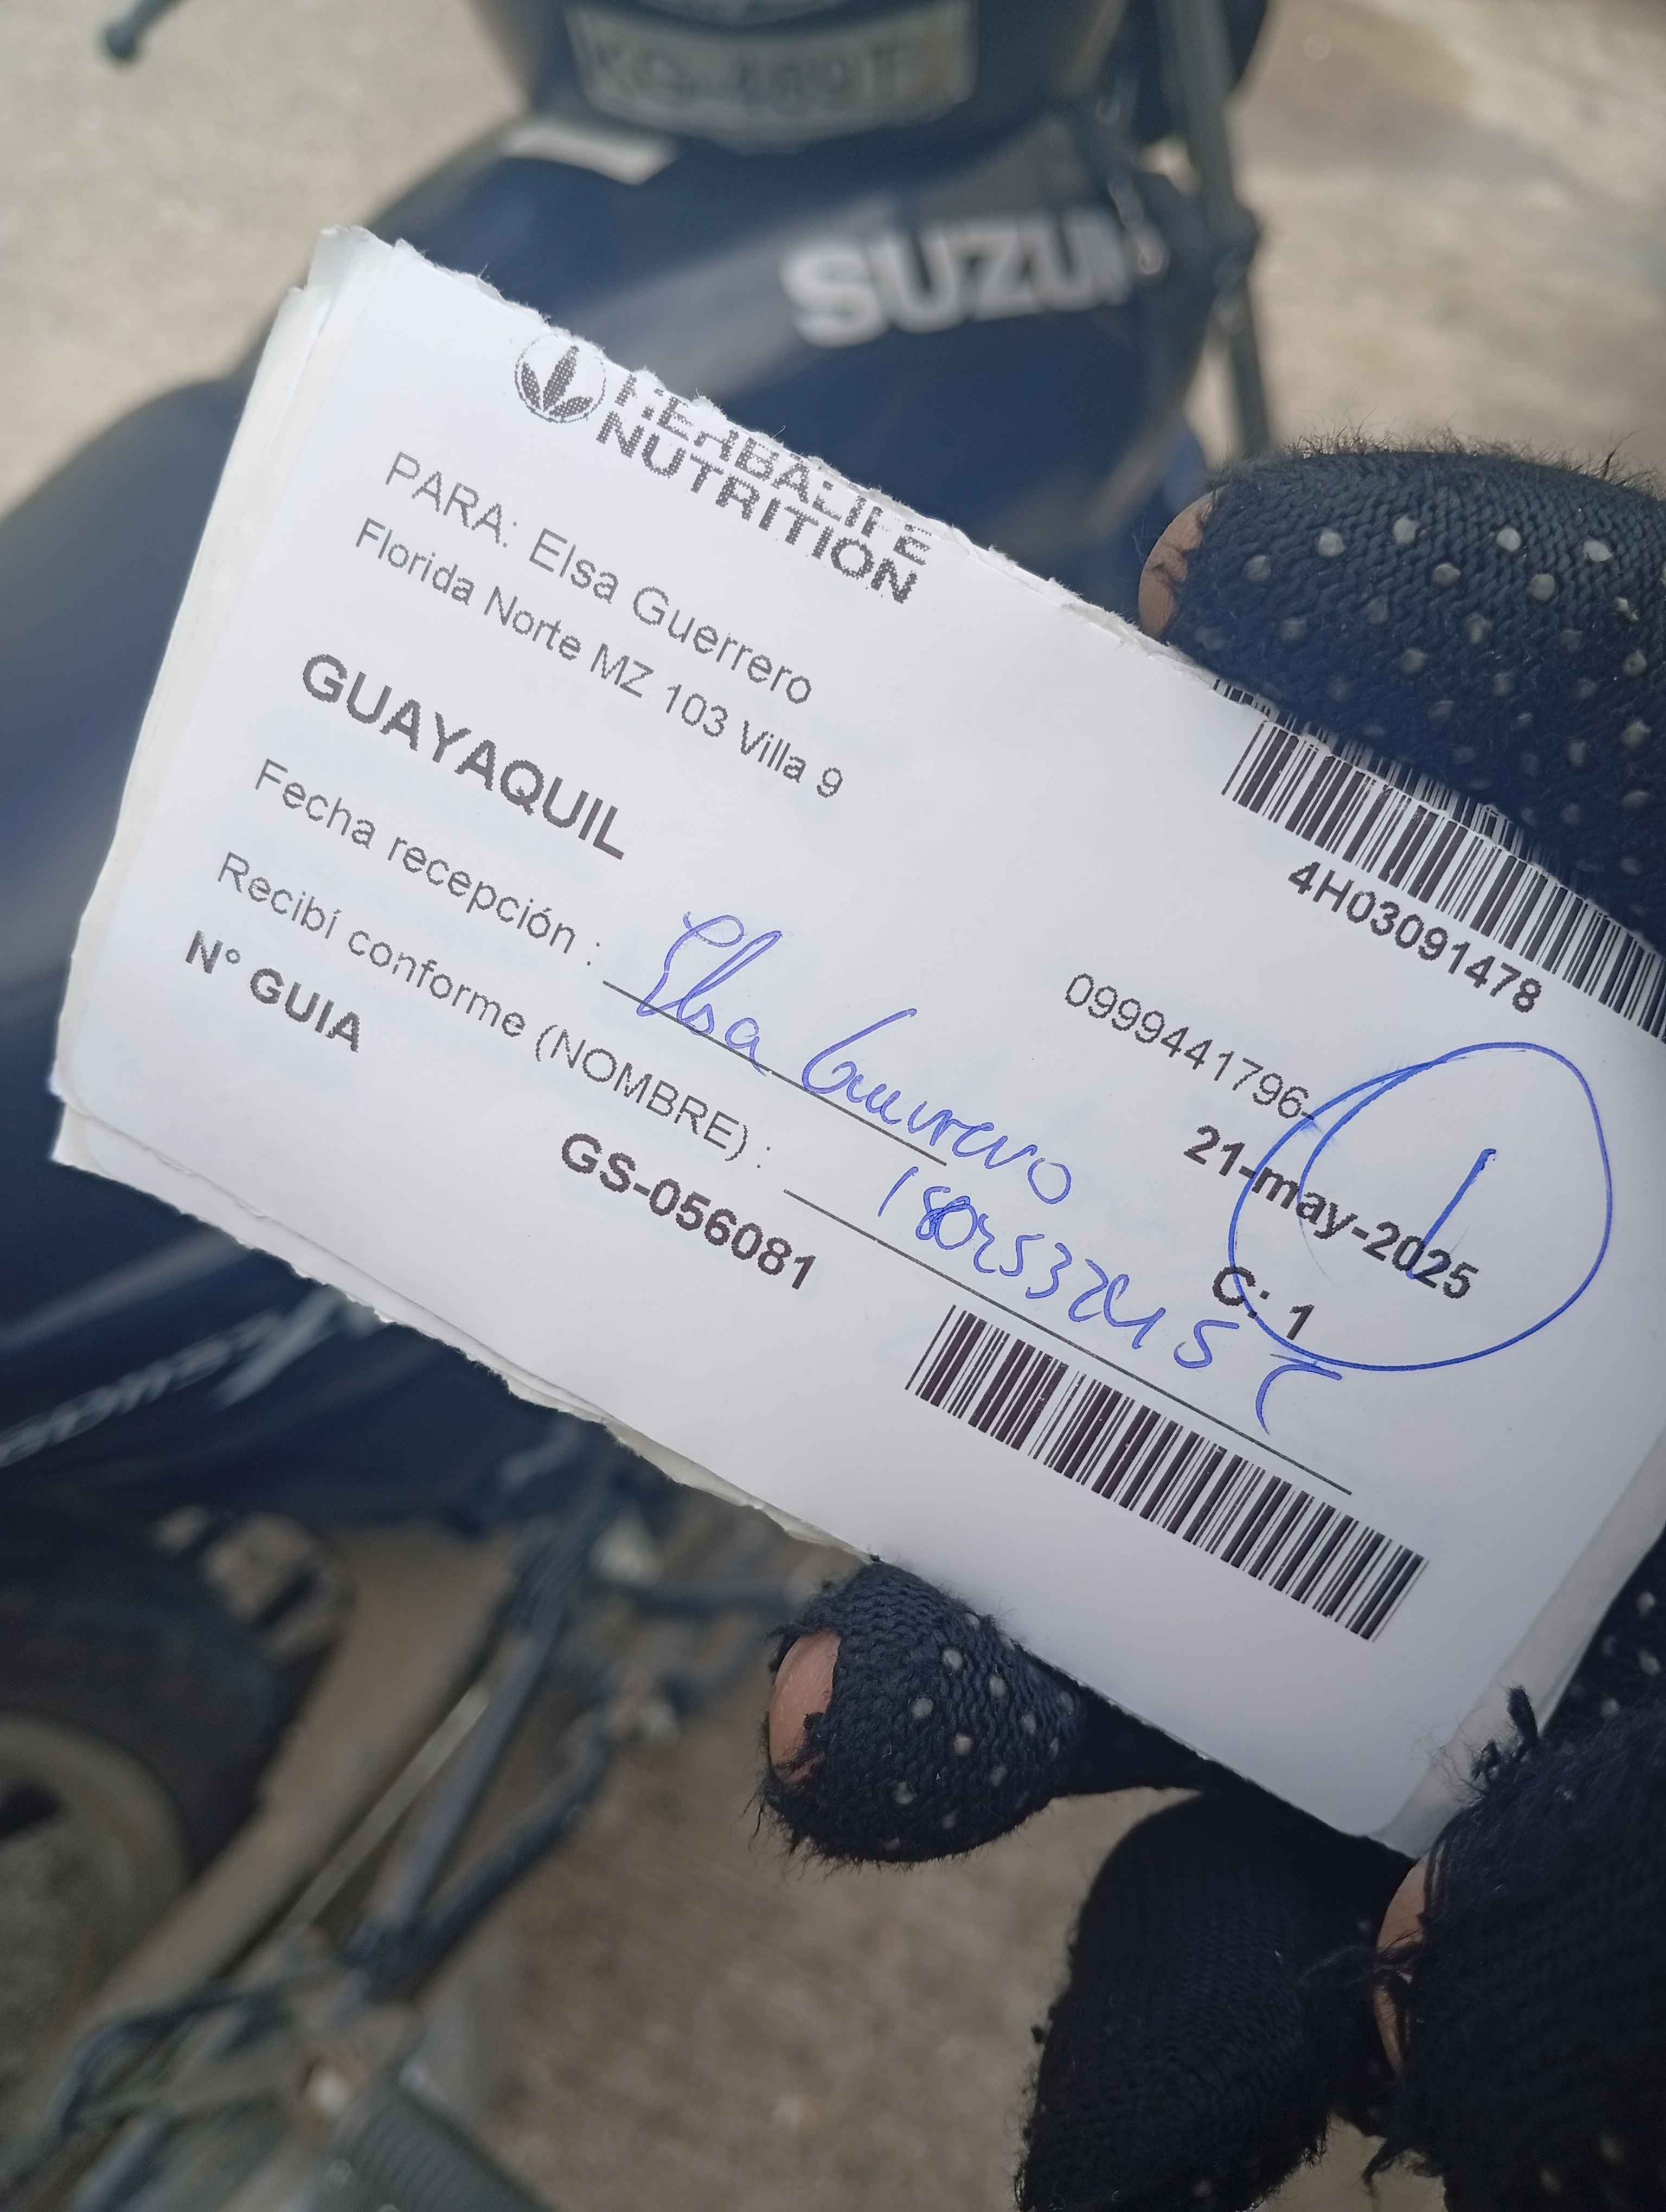 SUZUKI
HERBALIFE
NUTRITION
PARA: Elsa Guerrero
Florida Norte MZ 103 Villa 9
GUAYAQUIL
4H03091478
0999441796-
21-may-2025
C: 1
1
Fecha recepción : Elsa Guerrero
Recibí conforme (NOMBRE) :
N° GUIA
GS-056081